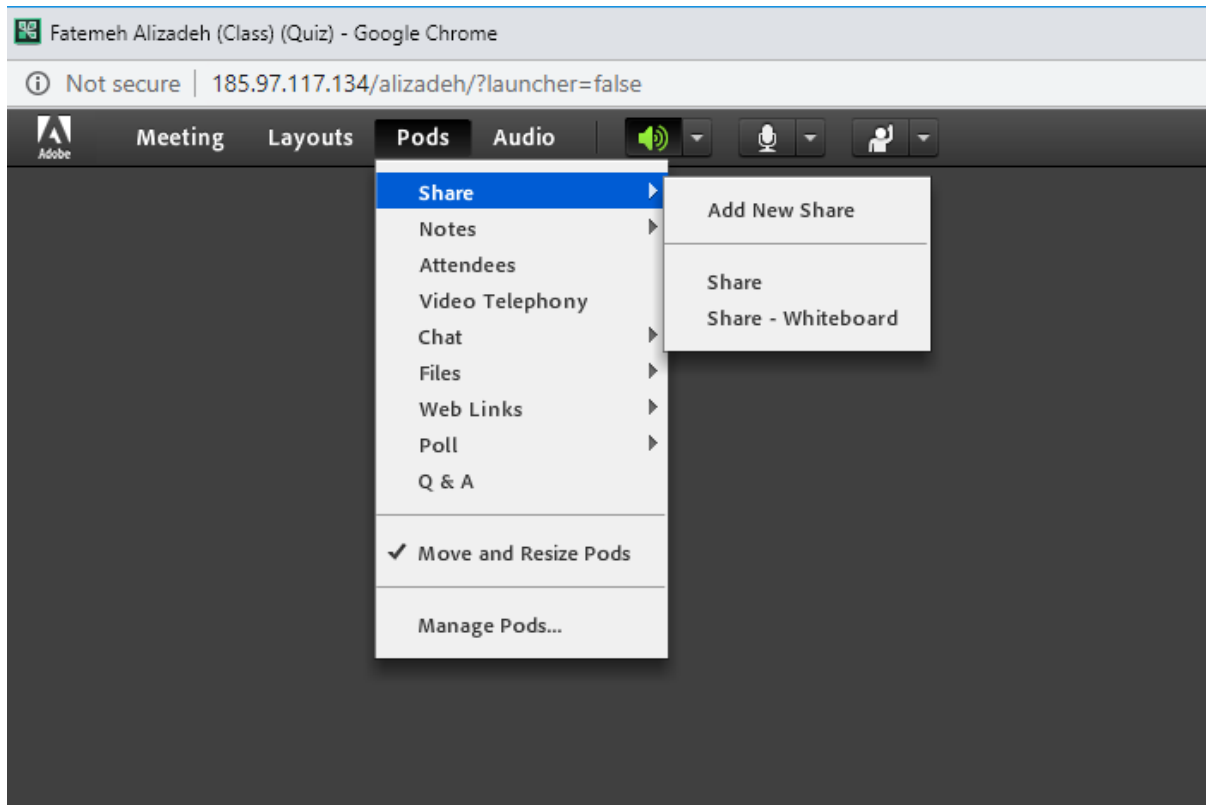 Fatemeh Alizadeh (Class) (Quiz) - Google Chrome
Not secure | 185.97.117.134/alizadeh/?launcher=false
Adobe Meeting Layouts Pods Audio
Share
Notes
Attendees
Video Telephony
Chat
Files
Web Links
Poll
Q & A
Move and Resize Pods
Manage Pods...
Add New Share
Share
Share - Whiteboard